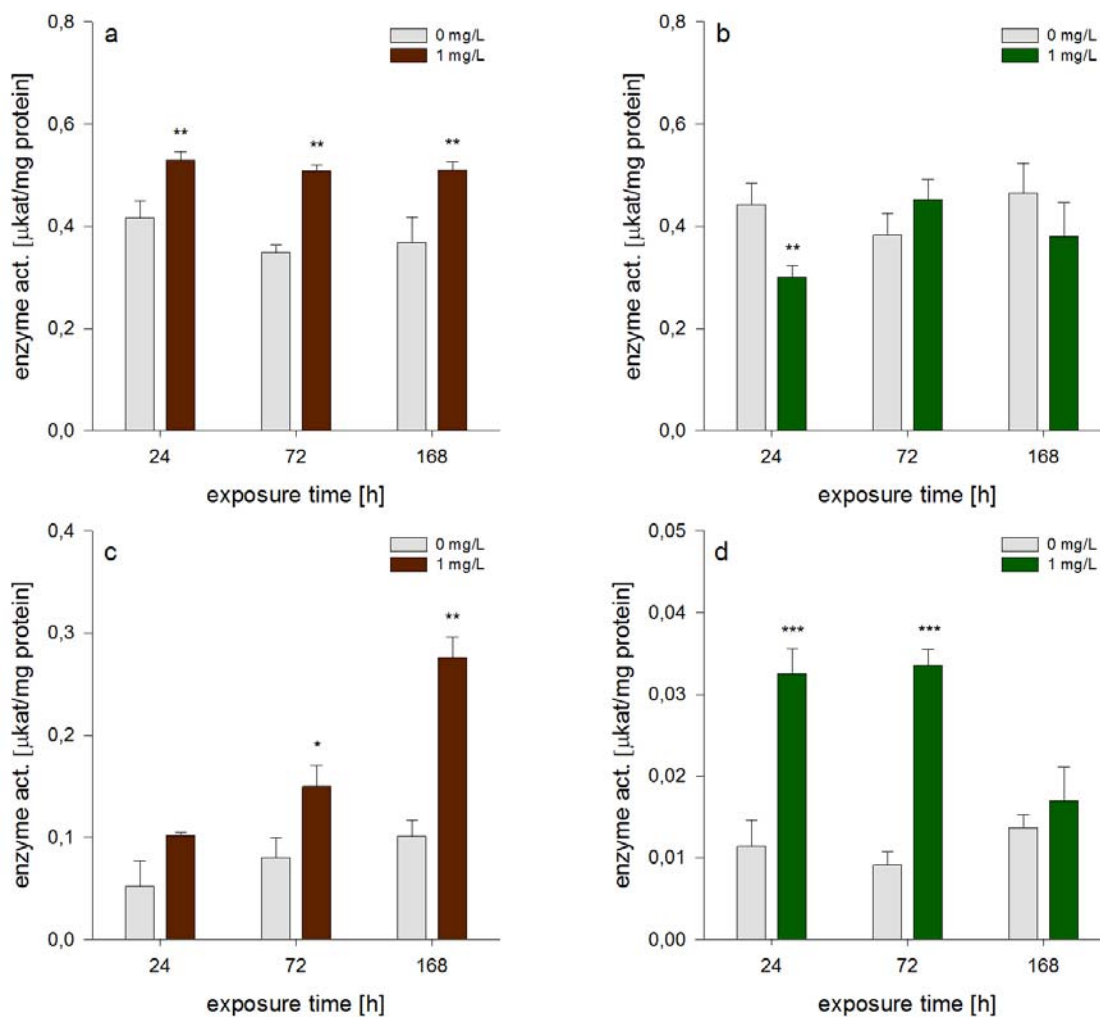 a
0 mg/L
1 mg/L
enzyme act. [µkat/mg protein]
0,8
0,6
0,4
0,2
0,0
**
**
**
24
72
168
exposure time [h]
b
0 mg/L
1 mg/L
enzyme act. [µkat/mg protein]
0,8
0,6
0,4
0,2
0,0
**
24
72
168
exposure time [h]
c
0 mg/L
1 mg/L
enzyme act. [µkat/mg protein]
0,4
0,3
0,2
0,1
0,0
*
**
24
72
168
exposure time [h]
d
0 mg/L
1 mg/L
enzyme act. [µkat/mg protein]
0,05
0,04
0,03
0,02
0,01
0,00
***
***
24
72
168
exposure time [h]